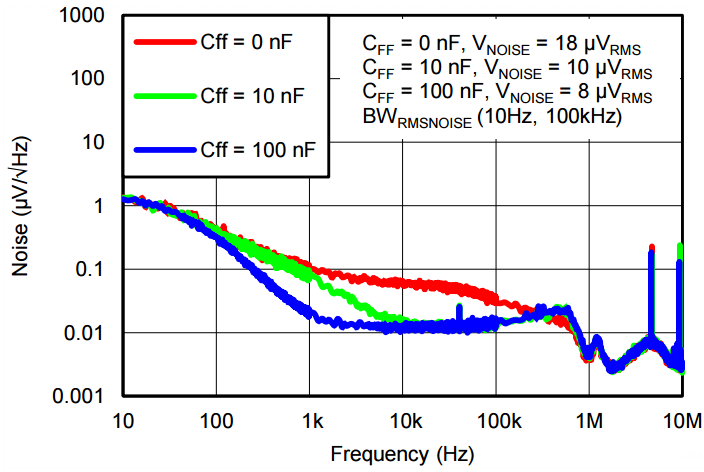 1000
100
10
1
0.1
0.01
0.001
Noise (µV/√Hz)
Cff = 0 nF
Cff = 10 nF
Cff = 100 nF
CFF = 0 nF, VNOISE = 18 µVRMS
CFF = 10 nF, VNOISE = 10 µVRMS
CFF = 100 nF, VNOISE = 8 µVRMS
BWRMSNOISE (10Hz, 100kHz)
10 100 1k 10k 100k 1M 10M
Frequency (Hz)